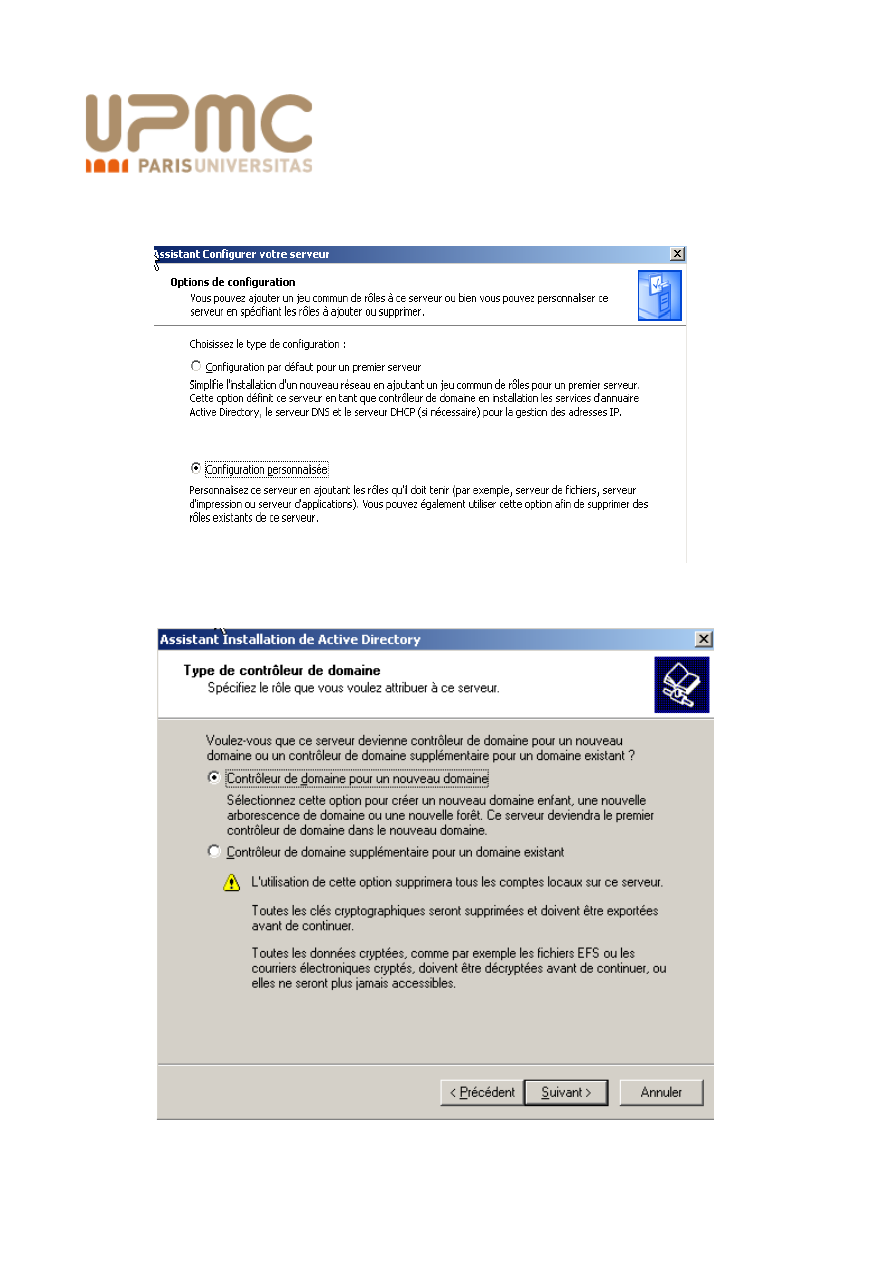 UPMC
PARISUNIVERSITAS
Assistant Configurer votre serveur
Options de configuration
Vous pouvez ajouter un jeu commun de rôles à ce serveur ou bien vous pouvez personnaliser ce
serveur en spécifiant les rôles à ajouter ou supprimer.
Choisissez le type de configuration :
Configuration par défaut pour un premier serveur
Simplifie l'installation d'un nouveau réseau en ajoutant un jeu commun de rôles pour un premier serveur.
Cette option définit ce serveur en tant que contrôleur de domaine en installation les services d'annuaire
Active Directory, le serveur DNS et le serveur DHCP (si nécessaire) pour la gestion des adresses IP.
Configuration personnalisée
Personnalisez ce serveur en ajoutant les rôles qu'il doit tenir (par exemple, serveur de fichiers, serveur
d'impression ou serveur d'applications). Vous pouvez également utiliser cette option afin de supprimer des
rôles existants de ce serveur.
Assistant Installation de Active Directory
Type de contrôleur de domaine
Spécifiez le rôle que vous voulez attribuer à ce serveur.
Voulez-vous que ce serveur devienne contrôleur de domaine pour un nouveau
domaine ou un contrôleur de domaine supplémentaire pour un domaine existant ?
Contrôleur de domaine pour un nouveau domaine
Sélectionnez cette option pour créer un nouveau domaine enfant, une nouvelle
arborescence de domaine ou une nouvelle forêt. Ce serveur deviendra le premier
contrôleur de domaine dans le nouveau domaine.
Contrôleur de domaine supplémentaire pour un domaine existant
L'utilisation de cette option supprimera tous les comptes locaux sur ce serveur.
Toutes les clés cryptographiques seront supprimées et doivent être exportées
avant de continuer.
Toutes les données cryptées, comme par exemple les fichiers EFS ou les
courriers électroniques cryptés, doivent être décryptées avant de continuer, ou
elles ne seront plus jamais accessibles.
< Précédent Suivant > Annuler